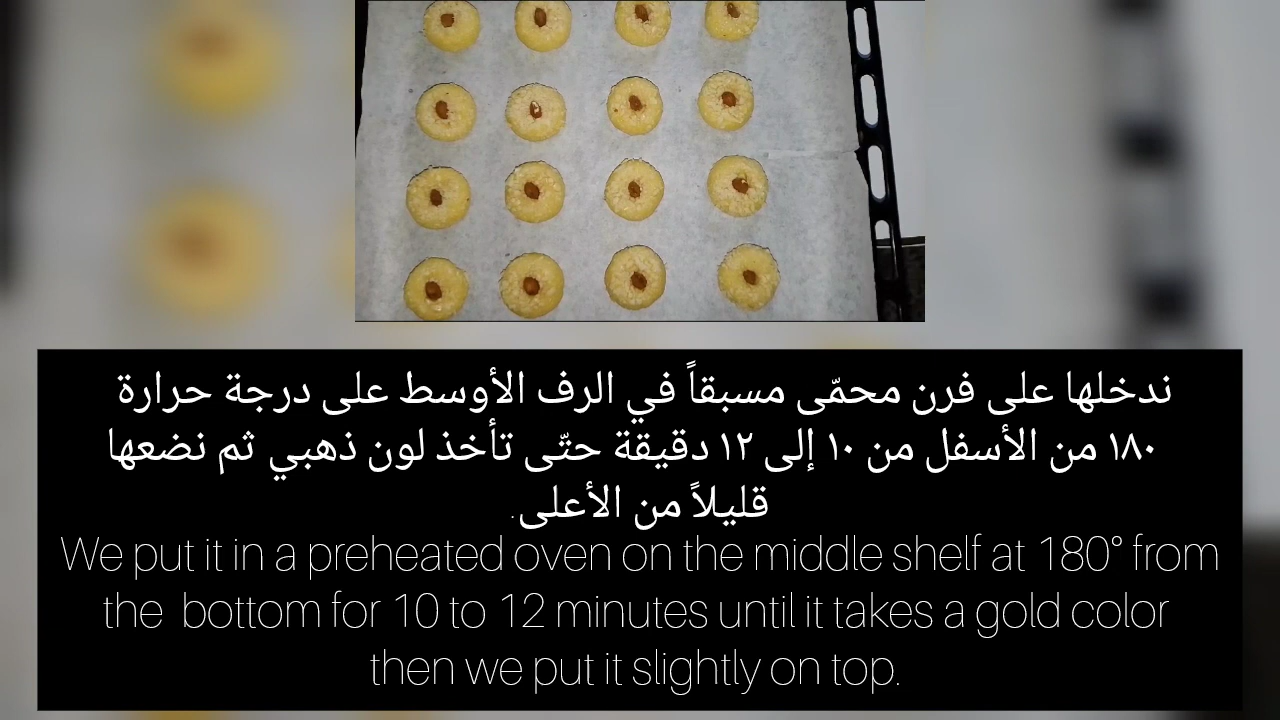 ندخلها على فرن محمّى مسبقاً في الرف الأوسط على درجة حرارة
١٨٠ من الأسفل من ١٠ إلى ١٢ دقيقة حتّى تأخذ لون ذهبي ثم نضعها
قليلاً من الأعلى.
We put it in a preheated oven on the middle shelf at 180° from
the bottom for 10 to 12 minutes until it takes a gold color
then we put it slightly on top.